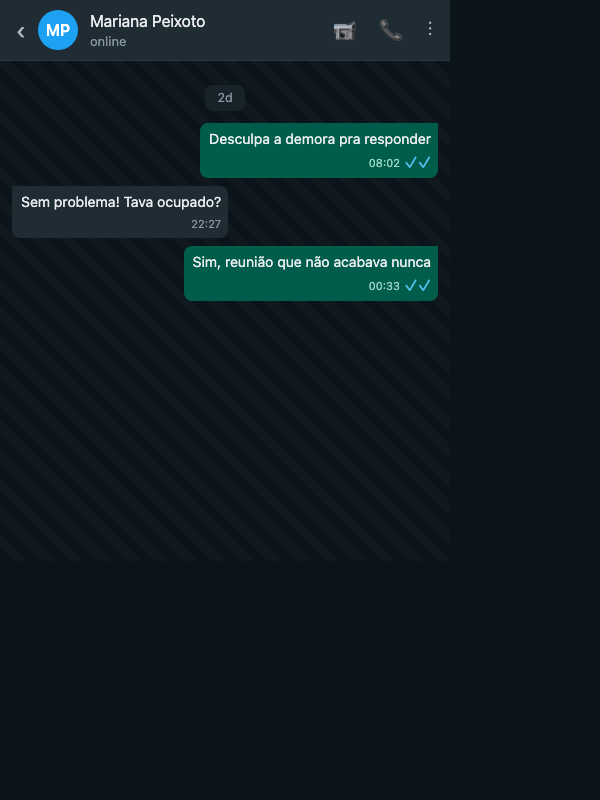 MP
Mariana Peixoto
online
2d
Desculpa a demora pra responder
08:02
Sem problema! Tava ocupado?
22:27
Sim, reunião que não acabava nunca
00:33